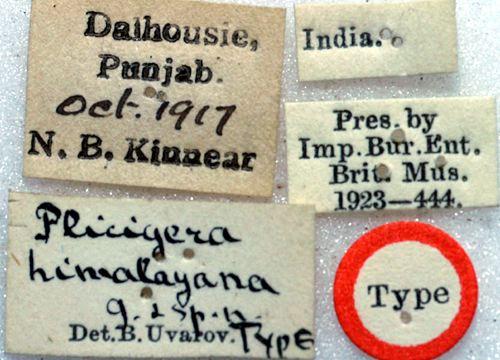 Dalhousie,
Punjab.
Oct. 1917
N. B. Kinnear
India.
Pres. by
Imp. Bur. Ent.
Brit. Mus.
1923—444.
Plicigera
himalayana
g. & sp. n.
Det. B. Uvarov. Type
Type